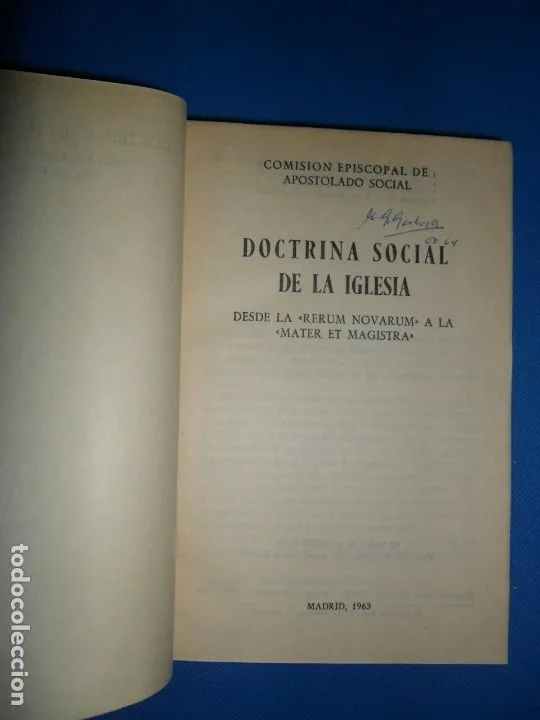 COMISION EPISCOPAL DE
APOSTOLADO SOCIAL
DOCTRINA SOCIAL
DE LA IGLESIA
DESDE LA «RERUM NOVARUM» A LA
«MATER ET MAGISTRA»
MADRID, 1963
todocoleccion